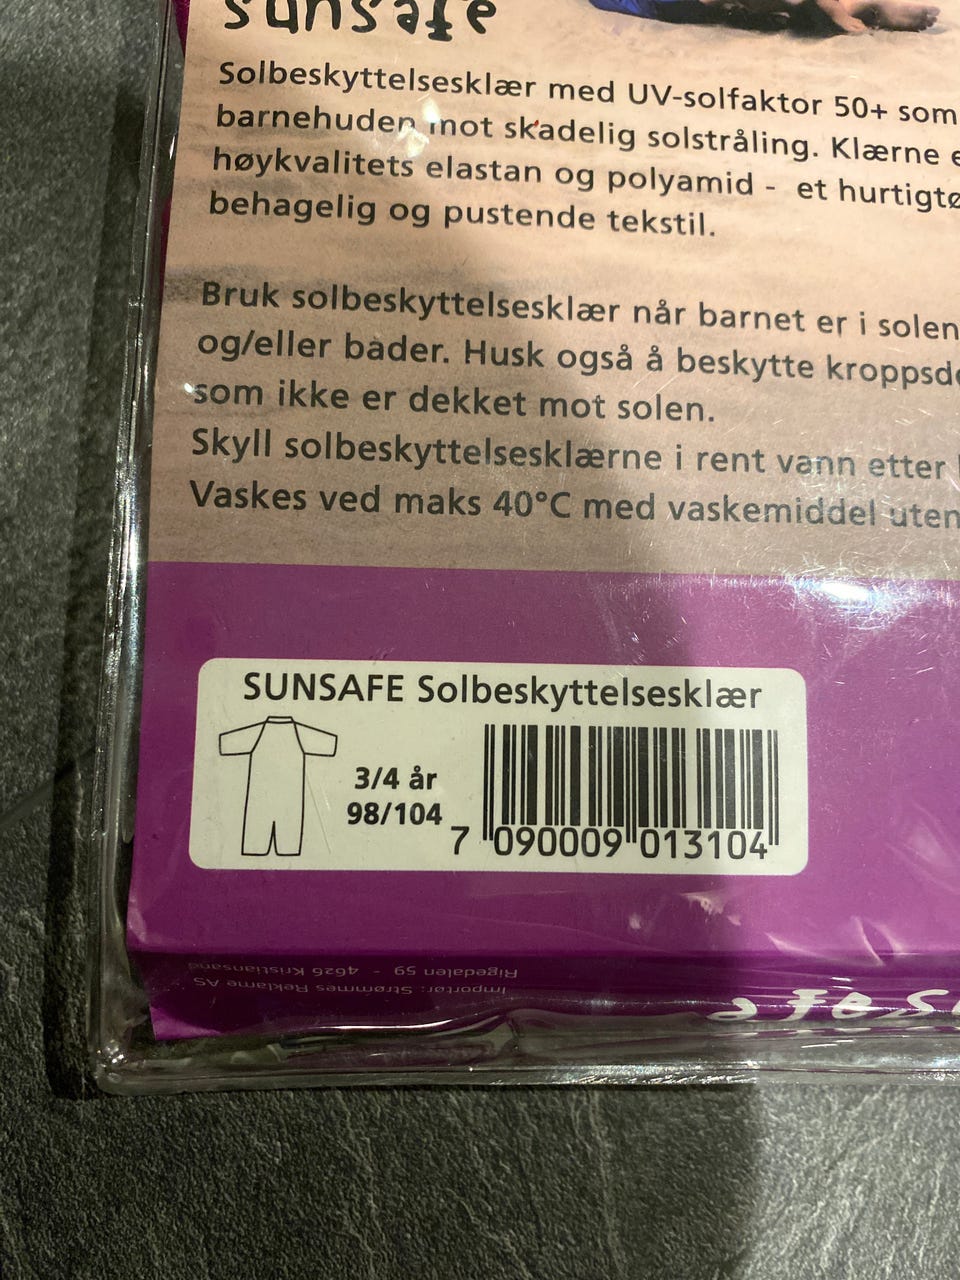 sunsafe
Solbeskyttelsesklær med UV-solfaktor 50+ som
barnehuden mot skadelig solstråling. Klærne
høykvalitets elastan og polyamid - et
behagelig og pustende tekstil.
Bruk solbeskyttelsesklær når barnet er i solen
og/eller bader. Husk også å beskytte
som ikke er dekket mot solen.
Skyll solbeskyttelsesklærne i rent vann etter
Vaskes ved maks 40°C med vaskemiddel uten
SUNSAFE Solbeskyttelsesklær
3/4 år
98/104
7 090009 013104
Importør: Strømmes Reklame AS
Rigedalen 59 - 4626 Kristiansand